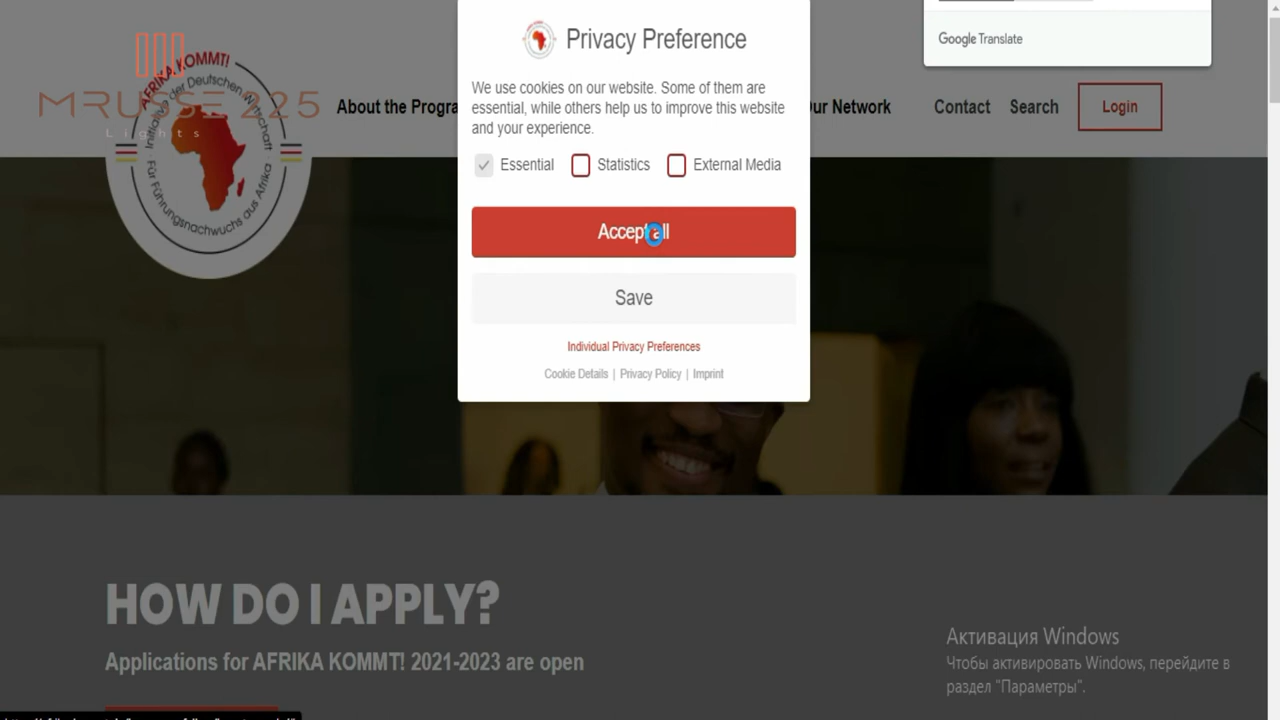 Privacy Preference
Google Translate
We use cookies on our website. Some of them are
essential, while others help us to improve this website
and your experience.
AFRIKA KOMMT!
Initiative der Deutschen Wirtschaft
Für Führungsnachwuchs aus Afrika
MRUSSE 225
Lights
About the
ur Network
Contact
Search
Login
Essential
Statistics
External Media
Accept all
Save
Individual Privacy Preferences
Cookie Details | Privacy Policy | Imprint
HOW DO I APPLY?
Applications for AFRIKA KOMMT! 2021-2023 are open
Активация Windows
Чтобы активировать Windows, перейдите в
раздел "Параметры".